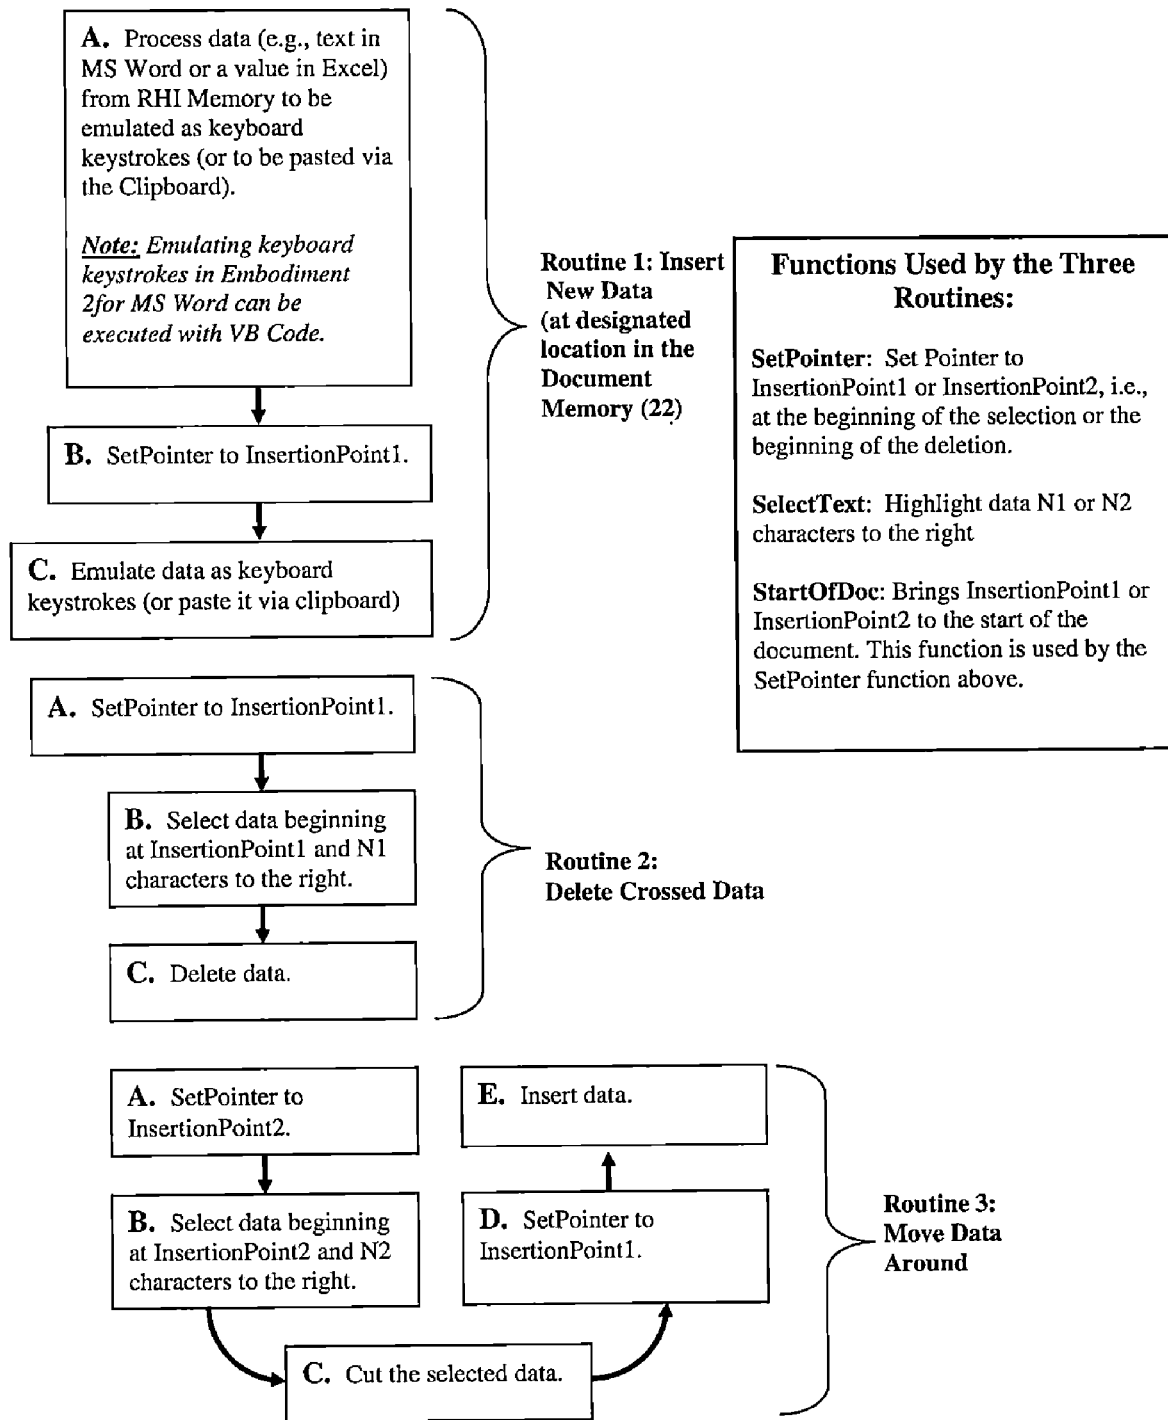 A. Process data (e.g., text in
MS Word or a value in Excel)
from RHI Memory to be
emulated as keyboard
keystrokes (or to be pasted via
the Clipboard).
Note: Emulating keyboard
keystrokes in Embodiment
2for MS Word can be
executed with VB Code.
B. SetPointer to InsertionPoint1.
C. Emulate data as keyboard
keystrokes (or paste it via clipboard)
Routine 1: Insert
New Data
(at designated
location in the
Document
Memory (22)
Functions Used by the Three
Routines:
SetPointer: Set Pointer to
InsertionPoint1 or InsertionPoint2, i.e.,
at the beginning of the selection or the
beginning of the deletion.
SelectText: Highlight data N1 or N2
characters to the right
StartOfDoc: Brings InsertionPoint1 or
InsertionPoint2 to the start of the
document. This function is used by the
SetPointer function above.
A. SetPointer to InsertionPoint1.
B. Select data beginning
at InsertionPoint1 and N1
characters to the right.
C. Delete data.
Routine 2:
Delete Crossed Data
A. SetPointer to
InsertionPoint2.
B. Select data beginning
at InsertionPoint2 and N2
characters to the right.
C. Cut the selected data.
D. SetPointer to
InsertionPoint1.
E. Insert data.
Routine 3:
Move Data
Around